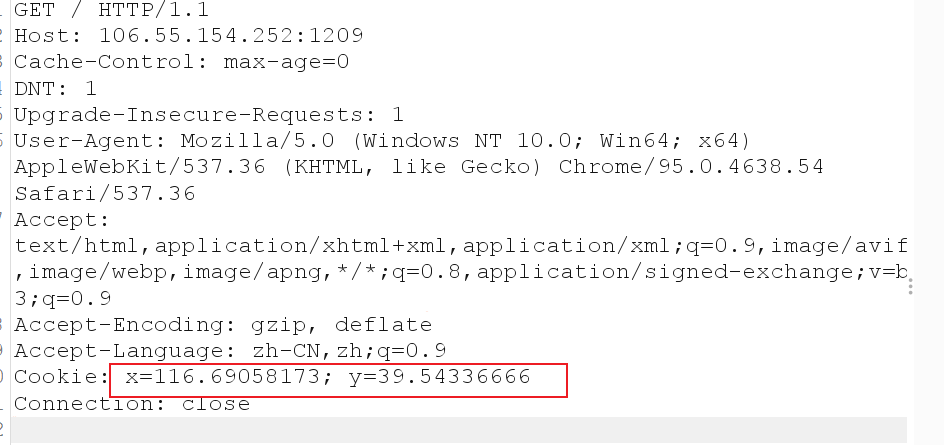 GET / HTTP/1.1
Host: 106.55.154.252:1209
Cache-Control: max-age=0
DNT: 1
Upgrade-Insecure-Requests: 1
User-Agent: Mozilla/5.0 (Windows NT 10.0; Win64; x64)
AppleWebKit/537.36 (KHTML, like Gecko) Chrome/95.0.4638.54
Safari/537.36
Accept:
text/html,application/xhtml+xml,application/xml;q=0.9,image/avif
,image/webp,image/apng,*/*;q=0.8,application/signed-exchange;v=b
3;q=0.9
Accept-Encoding: gzip, deflate
Accept-Language: zh-CN,zh;q=0.9
Cookie: x=116.69058173; y=39.54336666
Connection: close